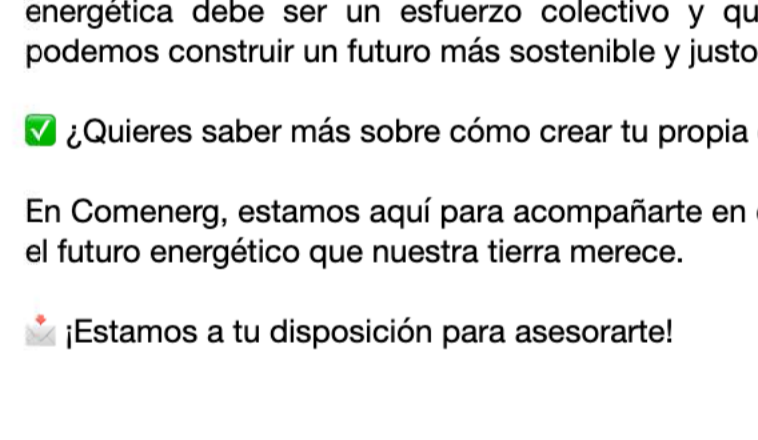 energética debe ser un esfuerzo colectivo y qu
podemos construir un futuro más sostenible y justo
✅ ¿Quieres saber más sobre cómo crear tu propia
En Comenerg, estamos aquí para acompañarte en
el futuro energético que nuestra tierra merece.
📩 ¡Estamos a tu disposición para asesorarte!